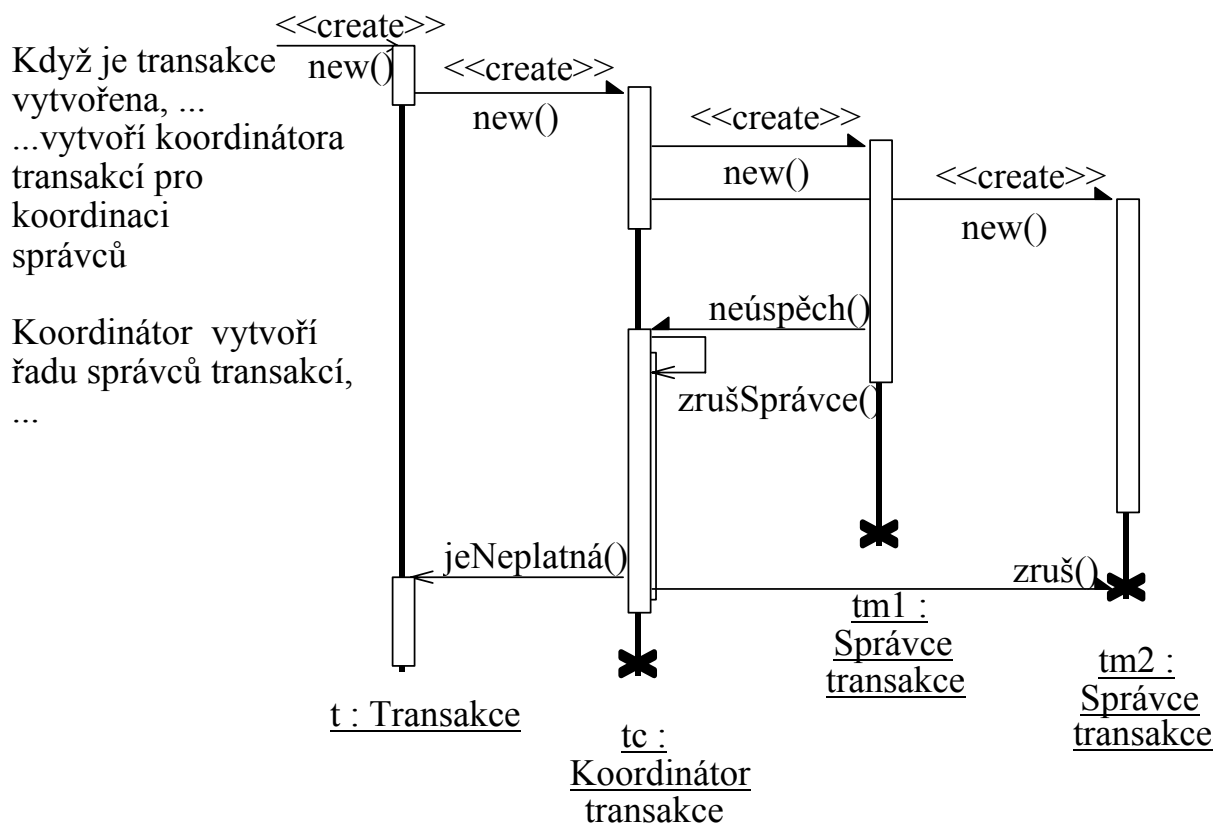 <<create>>
new()
Když je transakce
vytvořena, ...
...vytvoří koordinátora
transakcí pro
koordinaci
správců
Koordinátor vytvoří
řadu správců transakcí,
...
<<create>>
new()
<<create>>
new()
<<create>>
new()
neúspěch()
zrušSprávce()
jeNeplatná()
zruš()
t : Transakce
tc :
Koordinátor
transakce
tm1 :
Správce
transakce
tm2 :
Správce
transakce